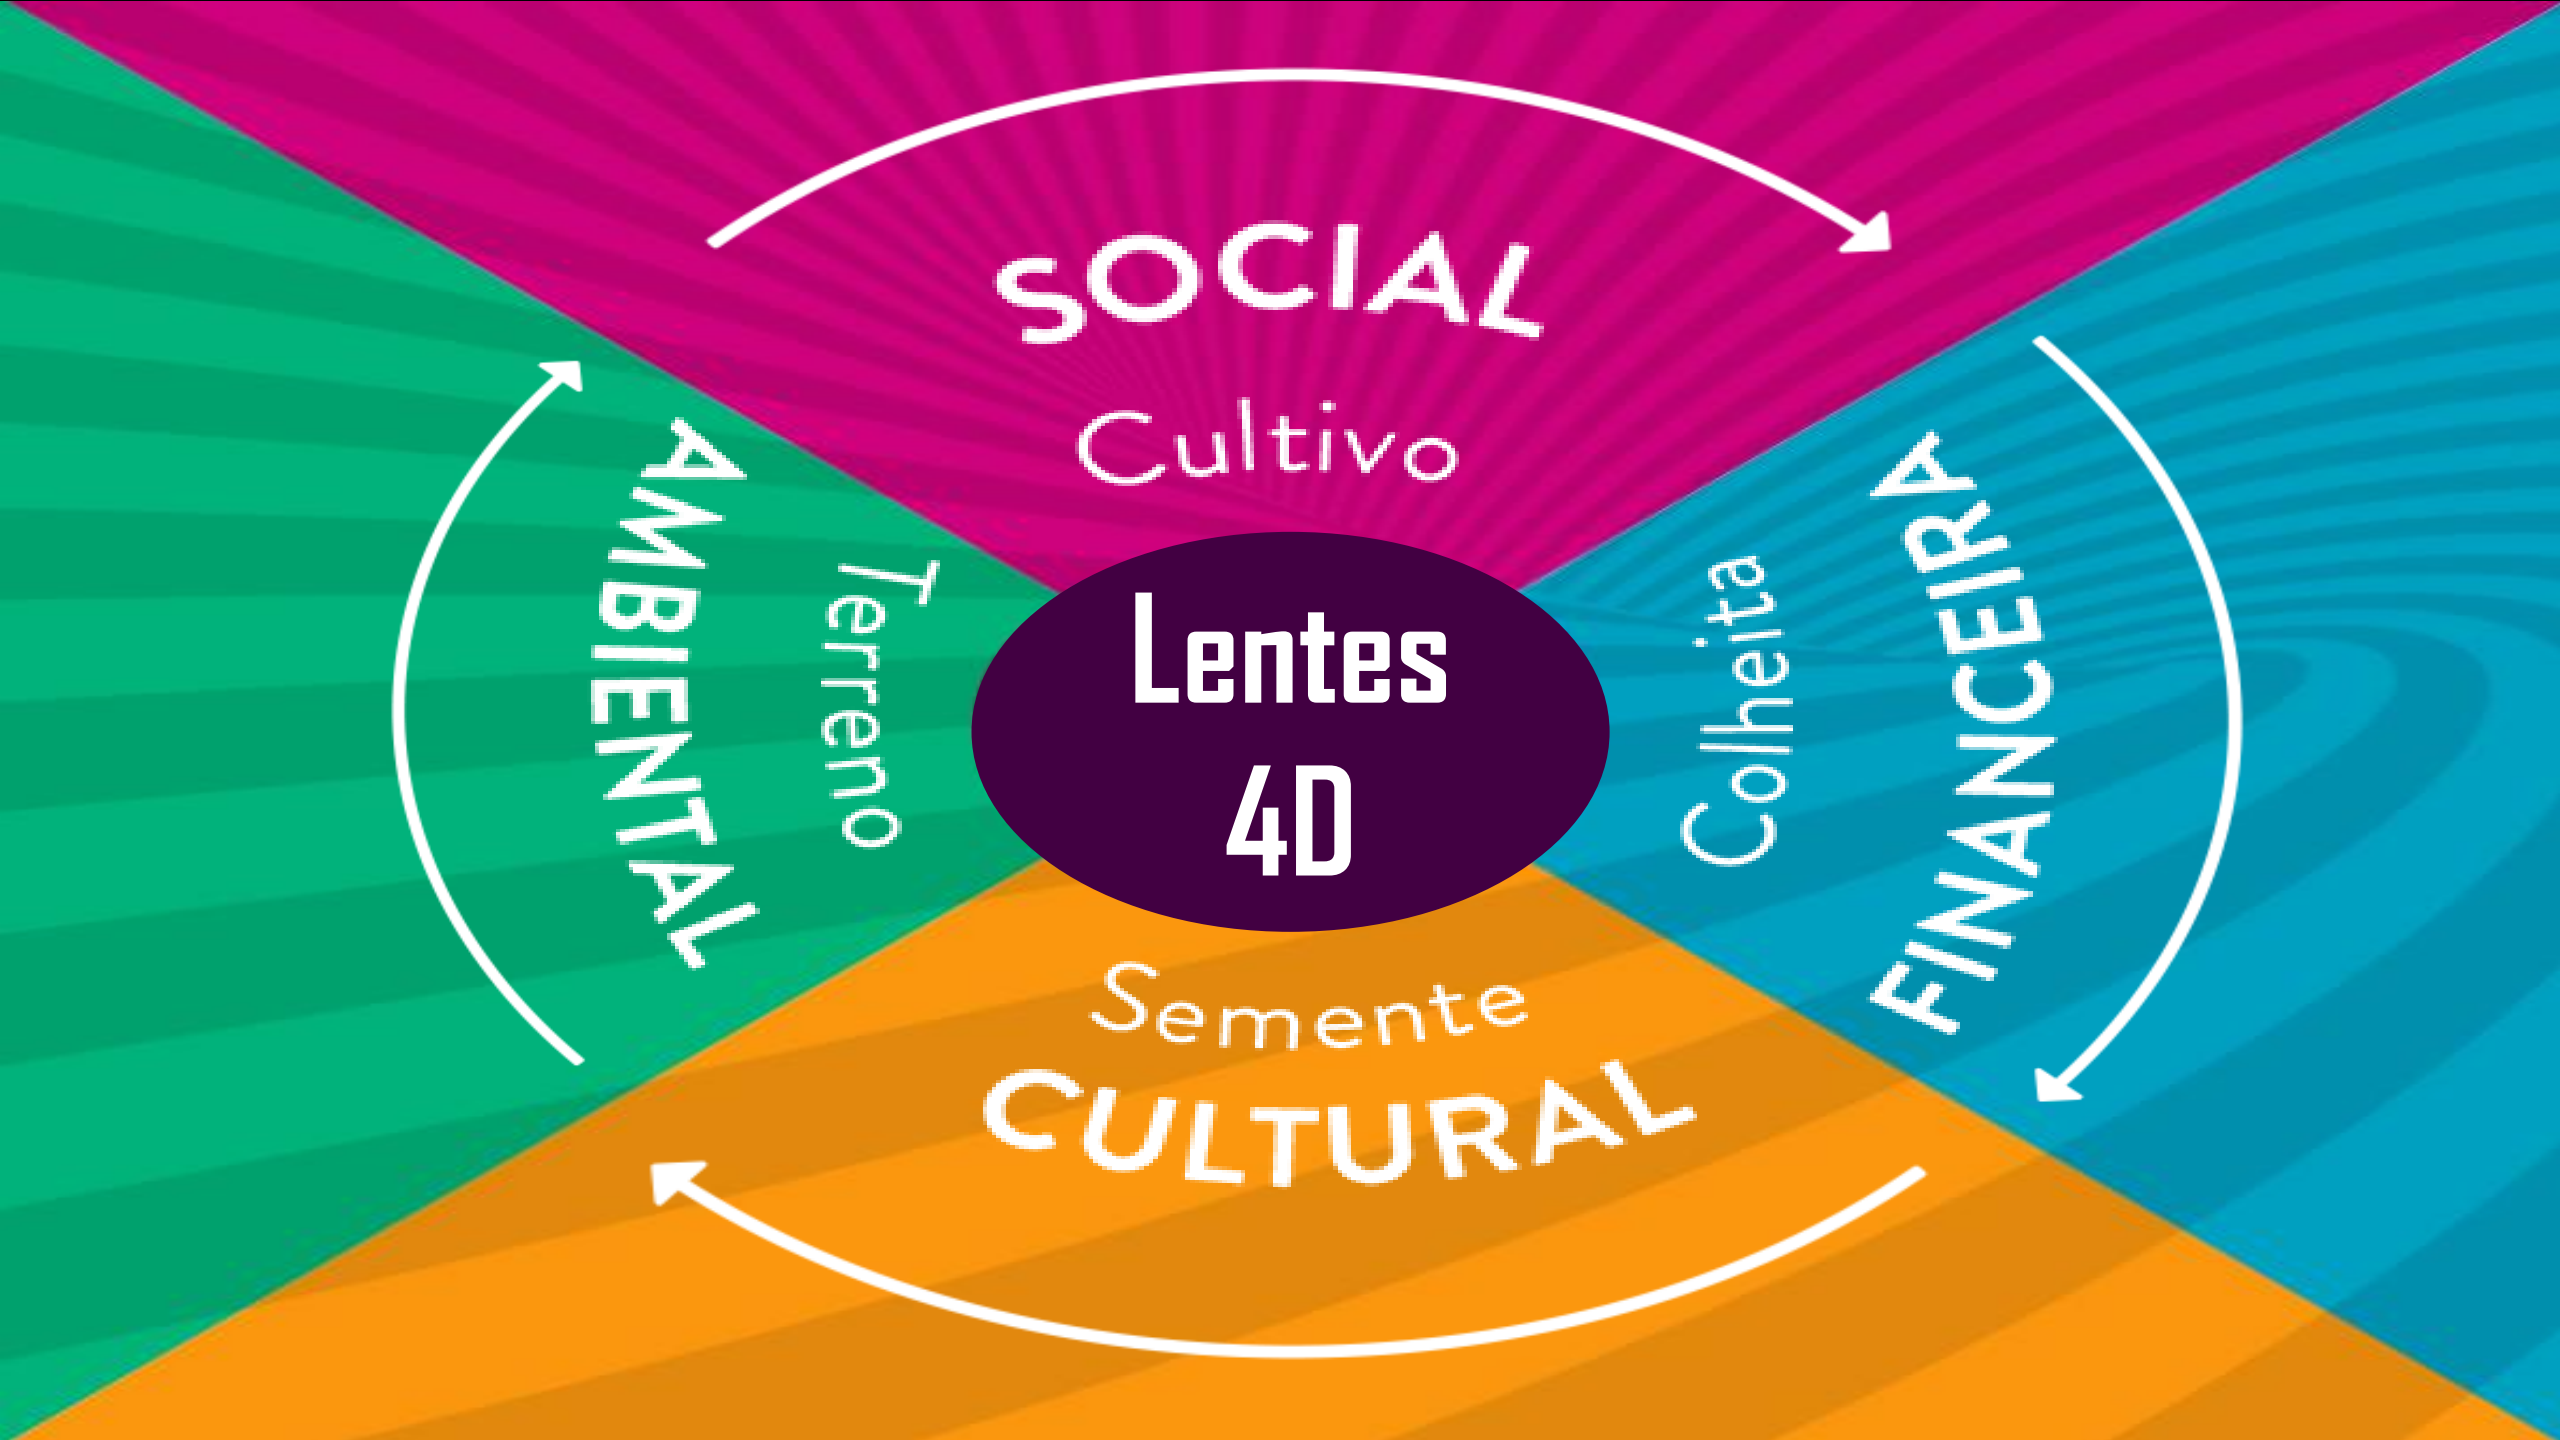 SOCIAL
Cultivo
AMBIENTAL
Terreno
Lentes
4D
Colheita
FINANCEIRA
Semente
CULTURAL